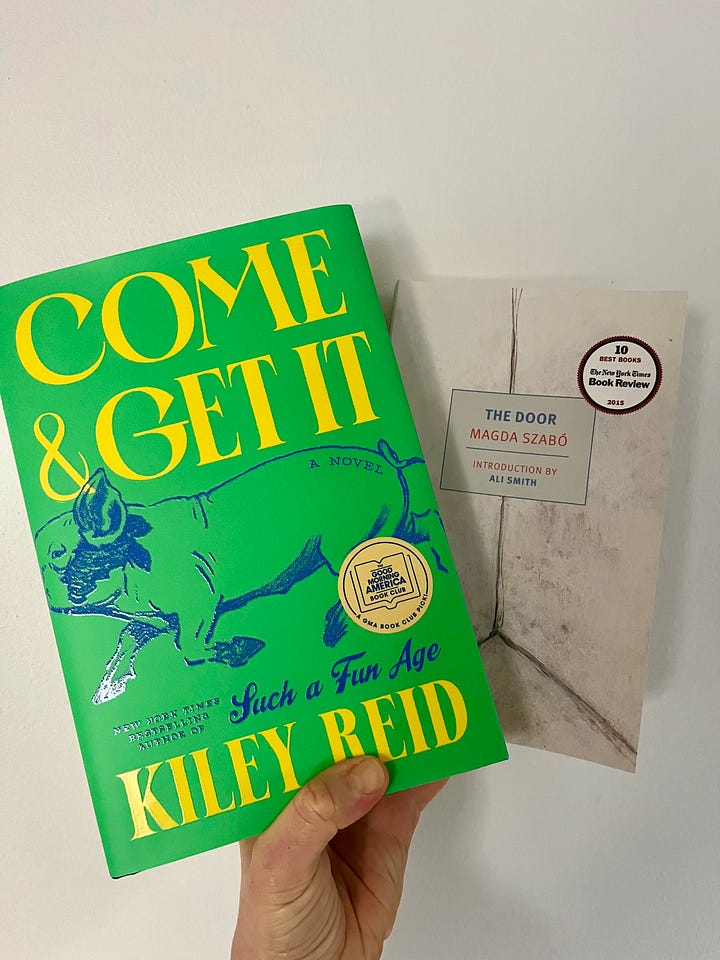 COME
& GET IT
A NOVEL
THE
GOOD
MORNING
AMERICA
BOOK CLUB
A GMA BOOK CLUB PICK!
NEW YORK TIMES
BESTSELLING
AUTHOR OF
Such a Fun Age
KILEY REID
10
BEST BOOKS
The New York Times
Book Review
2015
THE DOOR
MAGDA SZABÓ
INTRODUCTION BY
ALI SMITH